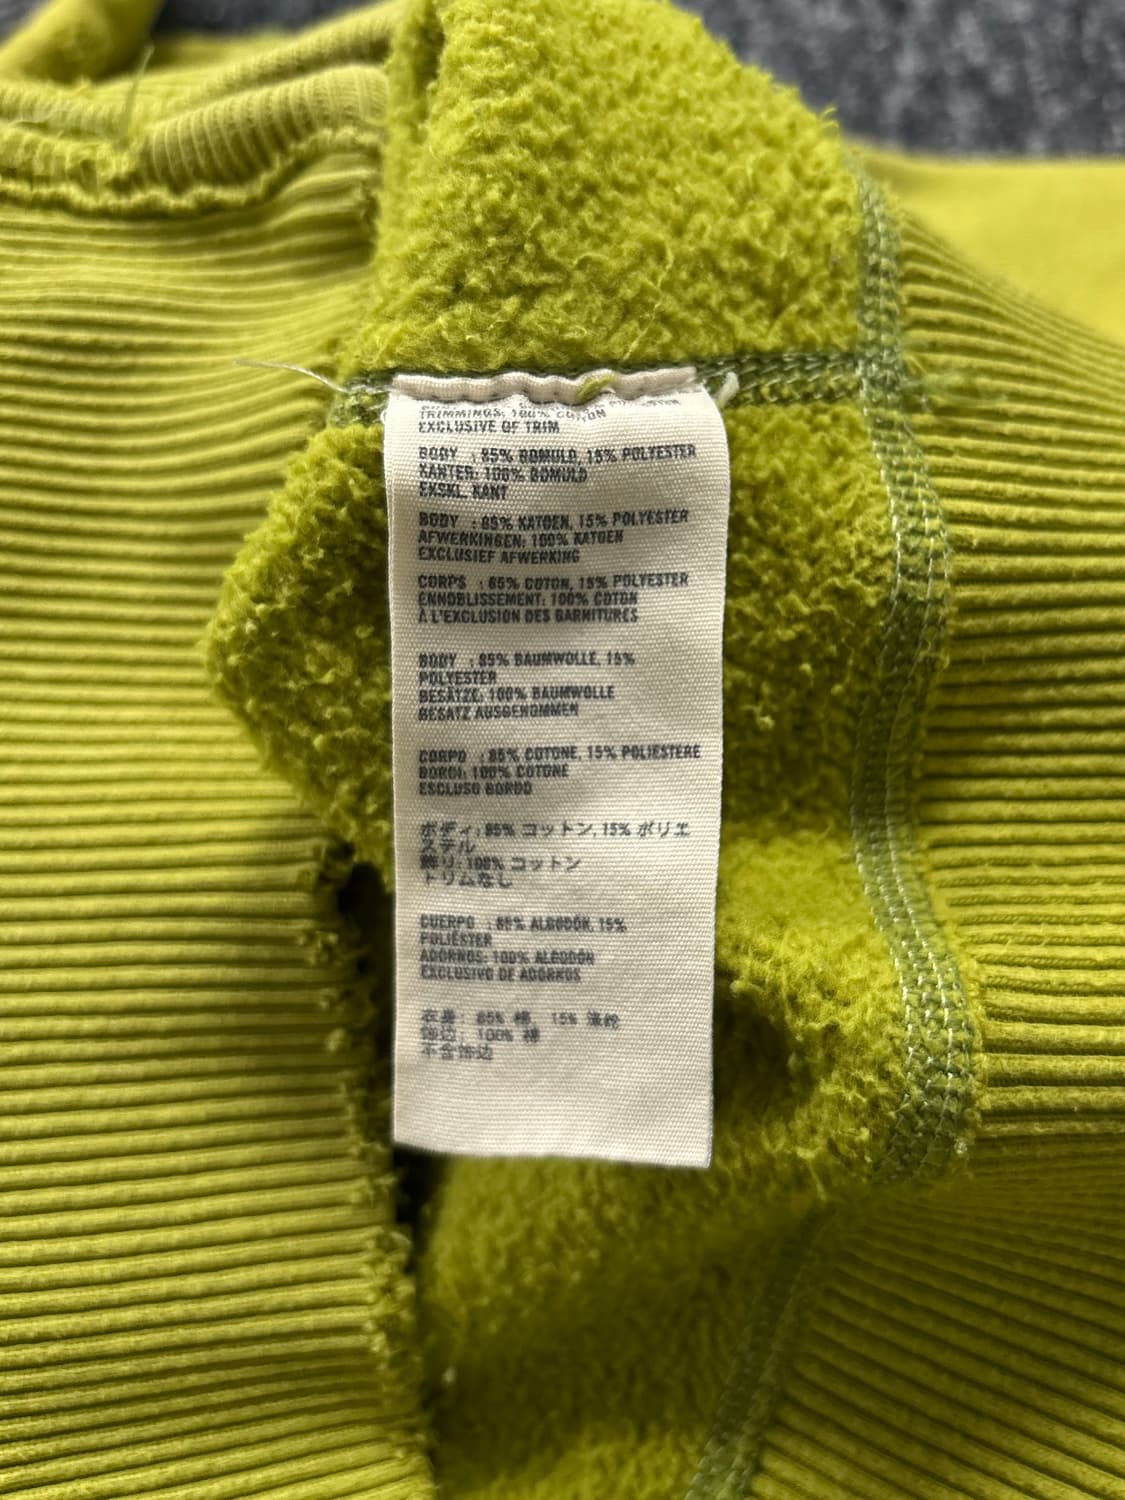 POLYESTER
TRIMMINGS: 100% COTTON
EXCLUSIVE OF TRIM
BODY : 85% BOMULD, 15% POLYESTER
KANTER: 100% BOMULD
EKSKL. KANT
BODY : 85% KATOEN, 15% POLYESTER
AFWERKINGEN: 100% KATOEN
EXCLUSIEF AFWERKING
CORPS : 85% COTON, 15% POLYESTER
ENNOBLISSEMENT: 100% COTON
À L'EXCLUSION DES GARNITURES
BODY : 85% BAUMWOLLE, 15%
POLYESTER
BESÄTZE: 100% BAUMWOLLE
BESATZ AUSGENOMMEN
CORPO : 85% COTONE, 15% POLIESTERE
BORDI: 100% COTONE
ESCLUSO BORDO
ボディ: 85% コットン, 15% ポリエ
ステル
飾り: 100% コットン
トリムなし
CUERPO : 85% ALGODÓN, 15%
POLIÉSTER
ADORNOS: 100% ALGODÓN
EXCLUSIVO DE ADORNOS
衣身: 85% 棉, 15% 涤纶
饰边: 100% 棉
不含饰边